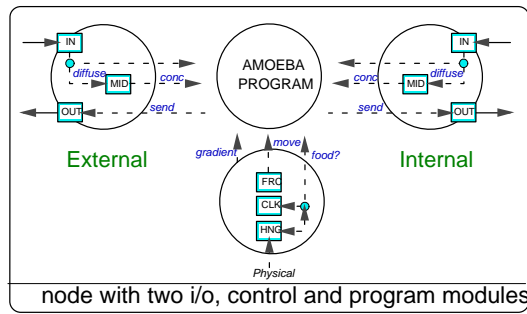 IN
diffuse
MID
conc
OUT
send
External
AMOEBA
PROGRAM
IN
diffuse
conc
MID
send
OUT
Internal
gradient
move
food?
FRC
CLK
HNG
Physical
node with two i/o, control and program modules